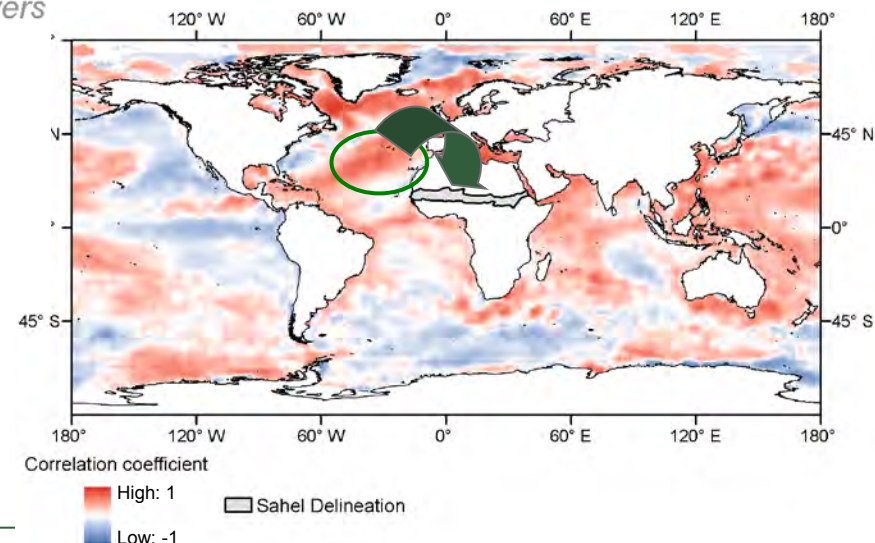 vers
120° W 60° W 0° 60° E 120° E 180°
N 45° N
° 0°
45° S 45° S
180° 120° W 60° W 0° 60° E 120° E 180°
Correlation coefficient
High: 1
Sahel Delineation
Low: -1